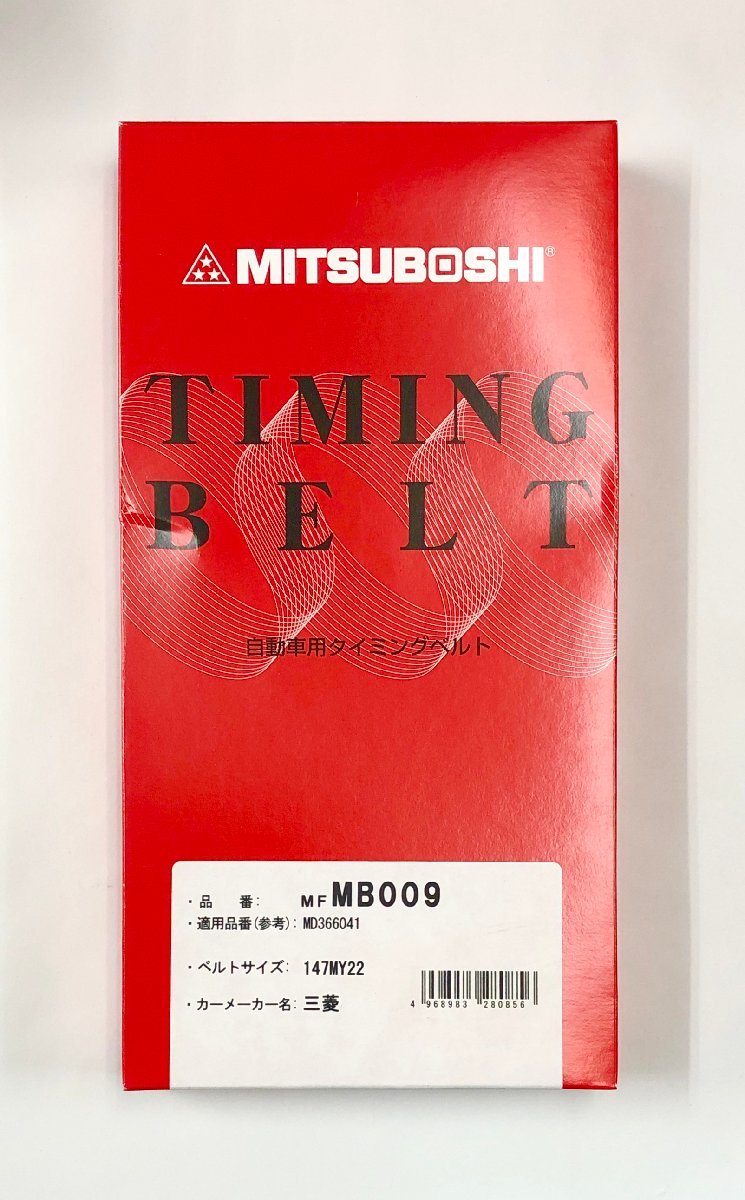 MITSUBOSHI®
TIMING
BELT
自動車用タイミングベルト
・品　番: MFMB009
・適用品番(参考): MD366041
・ベルトサイズ: 147MY22
・カーメーカー名: 三菱
4 968983 280856